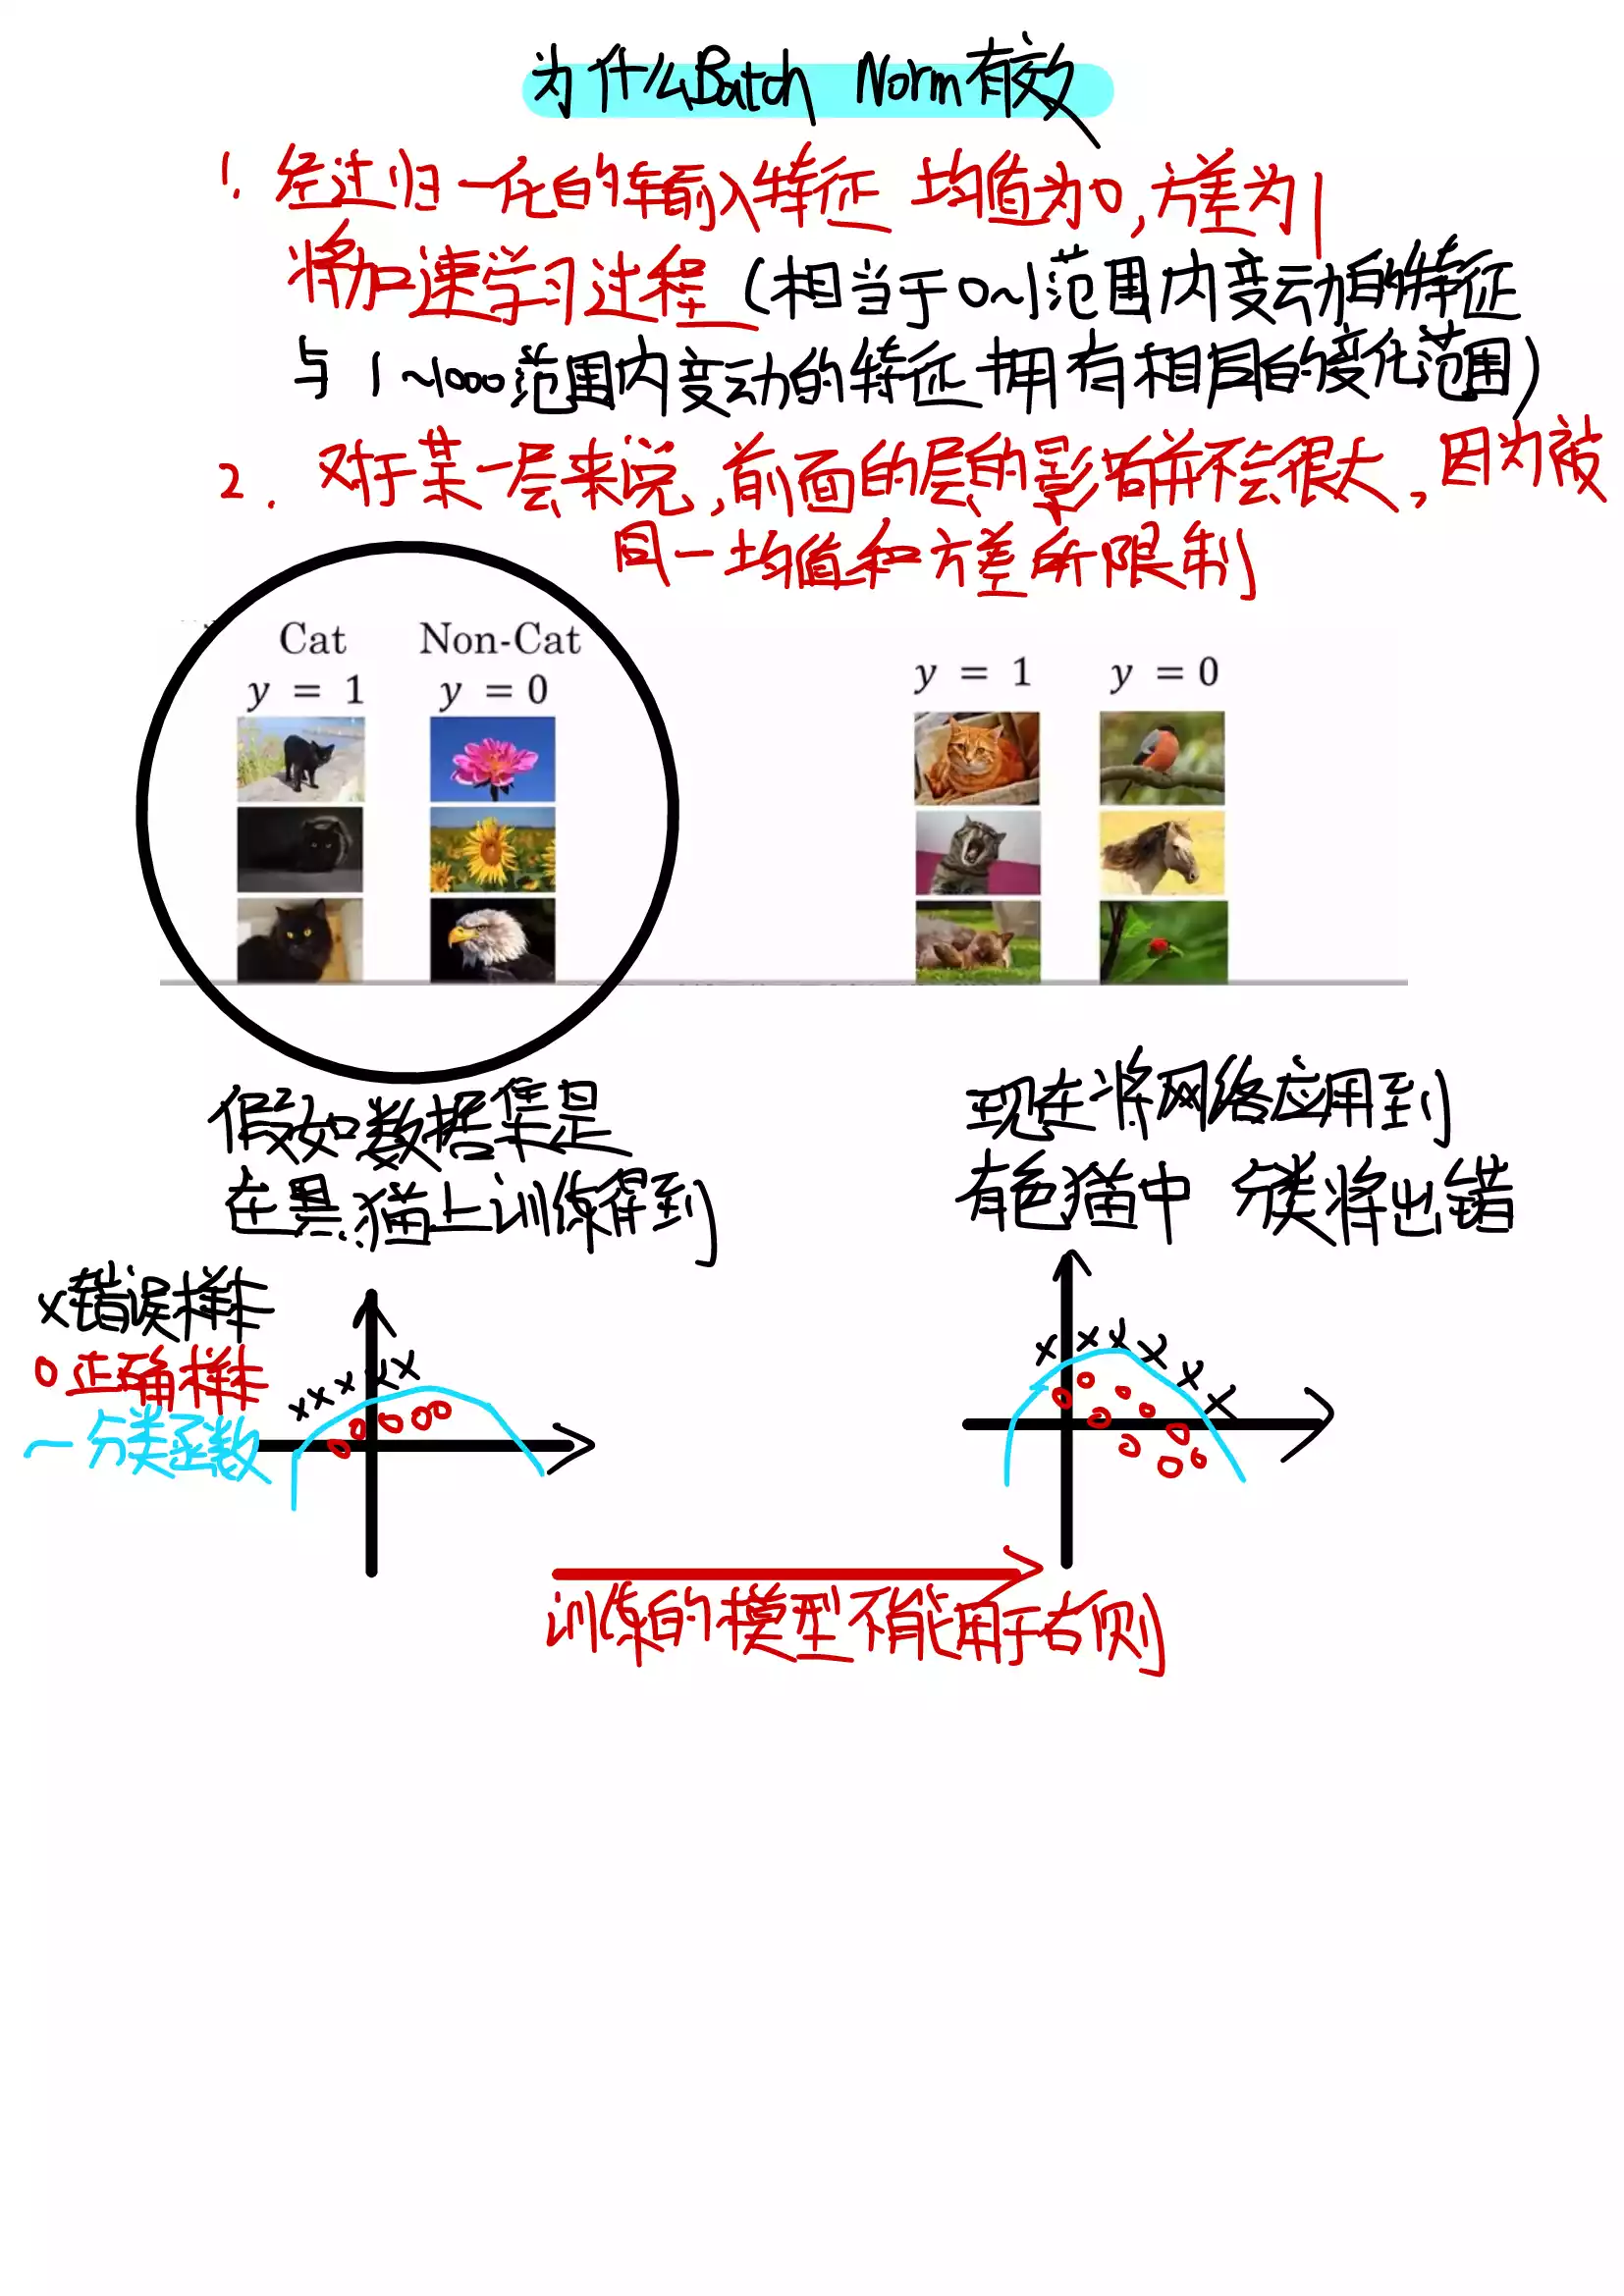 为什么Batch Norm有效
1. 经过归一化的输入特征 均值为0,方差为1
将加速学习过程(相当于0~1范围内变动的特征
与1~1000范围内变动的特征拥有相同的变化范围)
2. 对于某一层来说,前面的层的影响并不会很大,因为被
同一均值和方差所限制
Cat Non-Cat
y = 1 y = 0
y = 1 y = 0
假如数据集是
在黑猫上训练得到
现在将网络应用到
有色猫中 分类将出错
x错误样本
o正确样本
一分类函数
训练的模型不能用于右侧